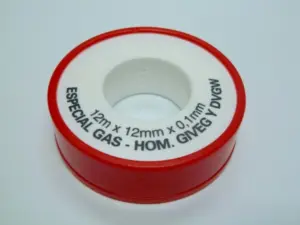 12m x 12mm x 0,1mm
ESPECIAL GAS - HOM. GIVEG Y DVGW